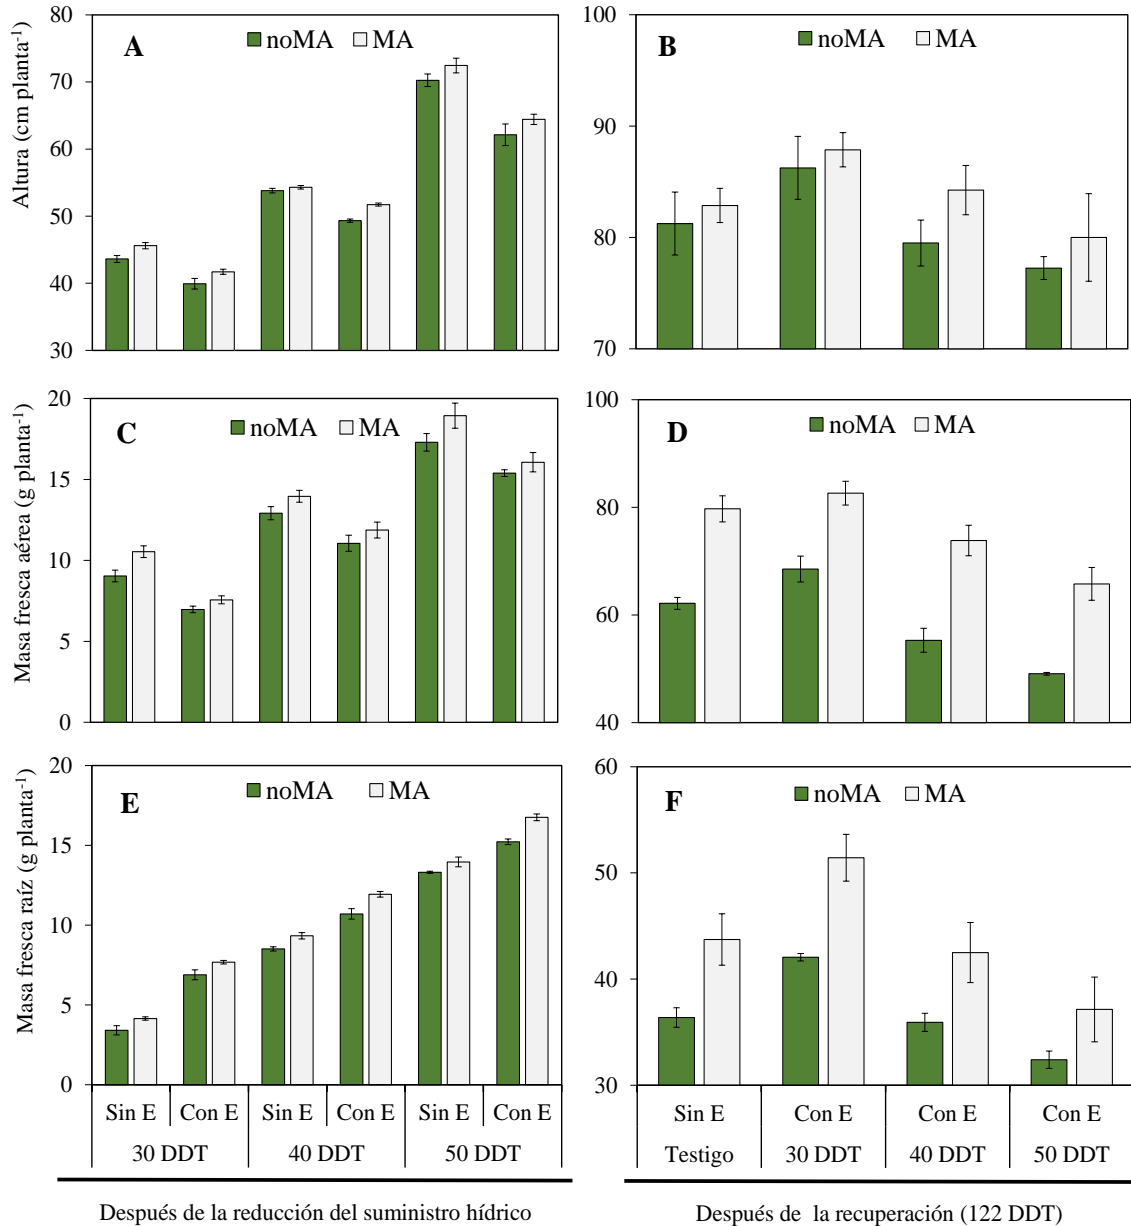 Altura (cm planta⁻¹)
80
70
60
50
40
30
A
noMA MA
100
90
80
70
B
noMA MA
Masa fresca aérea (g planta⁻¹)
20
15
10
5
0
C
noMA MA
100
80
60
40
D
noMA MA
Masa fresca raíz (g planta⁻¹)
20
15
10
5
0
E
noMA MA
60
50
40
30
F
noMA MA
Sin E Con E Sin E Con E Sin E Con E
30 DDT 40 DDT 50 DDT
Después de la reducción del suministro hídrico
Sin E Con E Con E Con E
Testigo 30 DDT 40 DDT 50 DDT
Después de la recuperación (122 DDT)